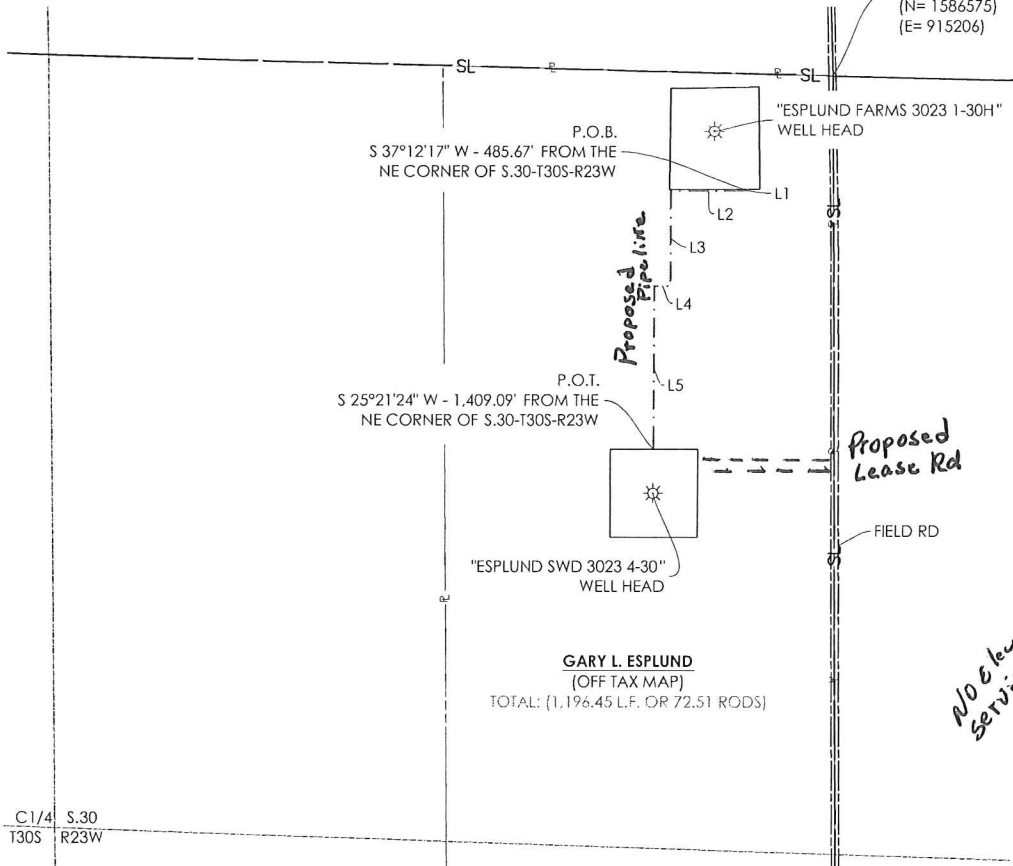 (N= 1586575)
(E= 915206)
SL
SL
"ESPLUND FARMS 3023 1-30H"
WELL HEAD
P.O.B.
S 37°12'17" W - 485.67' FROM THE
NE CORNER OF S.30-T30S-R23W
L1
L2
SL
L3
Proposed
Pipeline
L4
L5
P.O.T.
S 25°21'24" W - 1,409.09' FROM THE
NE CORNER OF S.30-T30S-R23W
Proposed
Lease Rd
FIELD RD
SL
"ESPLUND SWD 3023 4-30"
WELL HEAD
GARY L. ESPLUND
(OFF TAX MAP)
TOTAL: (1,196.45 L.F. OR 72.51 RODS)
NO
C1/4 S.30
T30S R23W